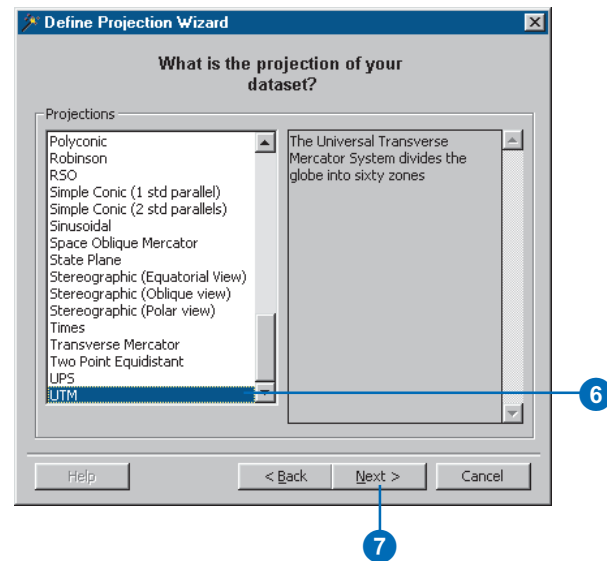 Define Projection Wizard
What is the projection of your
dataset?
Projections
Polyconic
Robinson
RSO
Simple Conic (1 std parallel)
Simple Conic (2 std parallels)
Sinusoidal
Space Oblique Mercator
State Plane
Stereographic (Equatorial View)
Stereographic (Oblique view)
Stereographic (Polar view)
Times
Transverse Mercator
Two Point Equidistant
UPS
UTM
The Universal Transverse
Mercator System divides the
globe into sixty zones
6
Help
< Back
Next >
Cancel
7